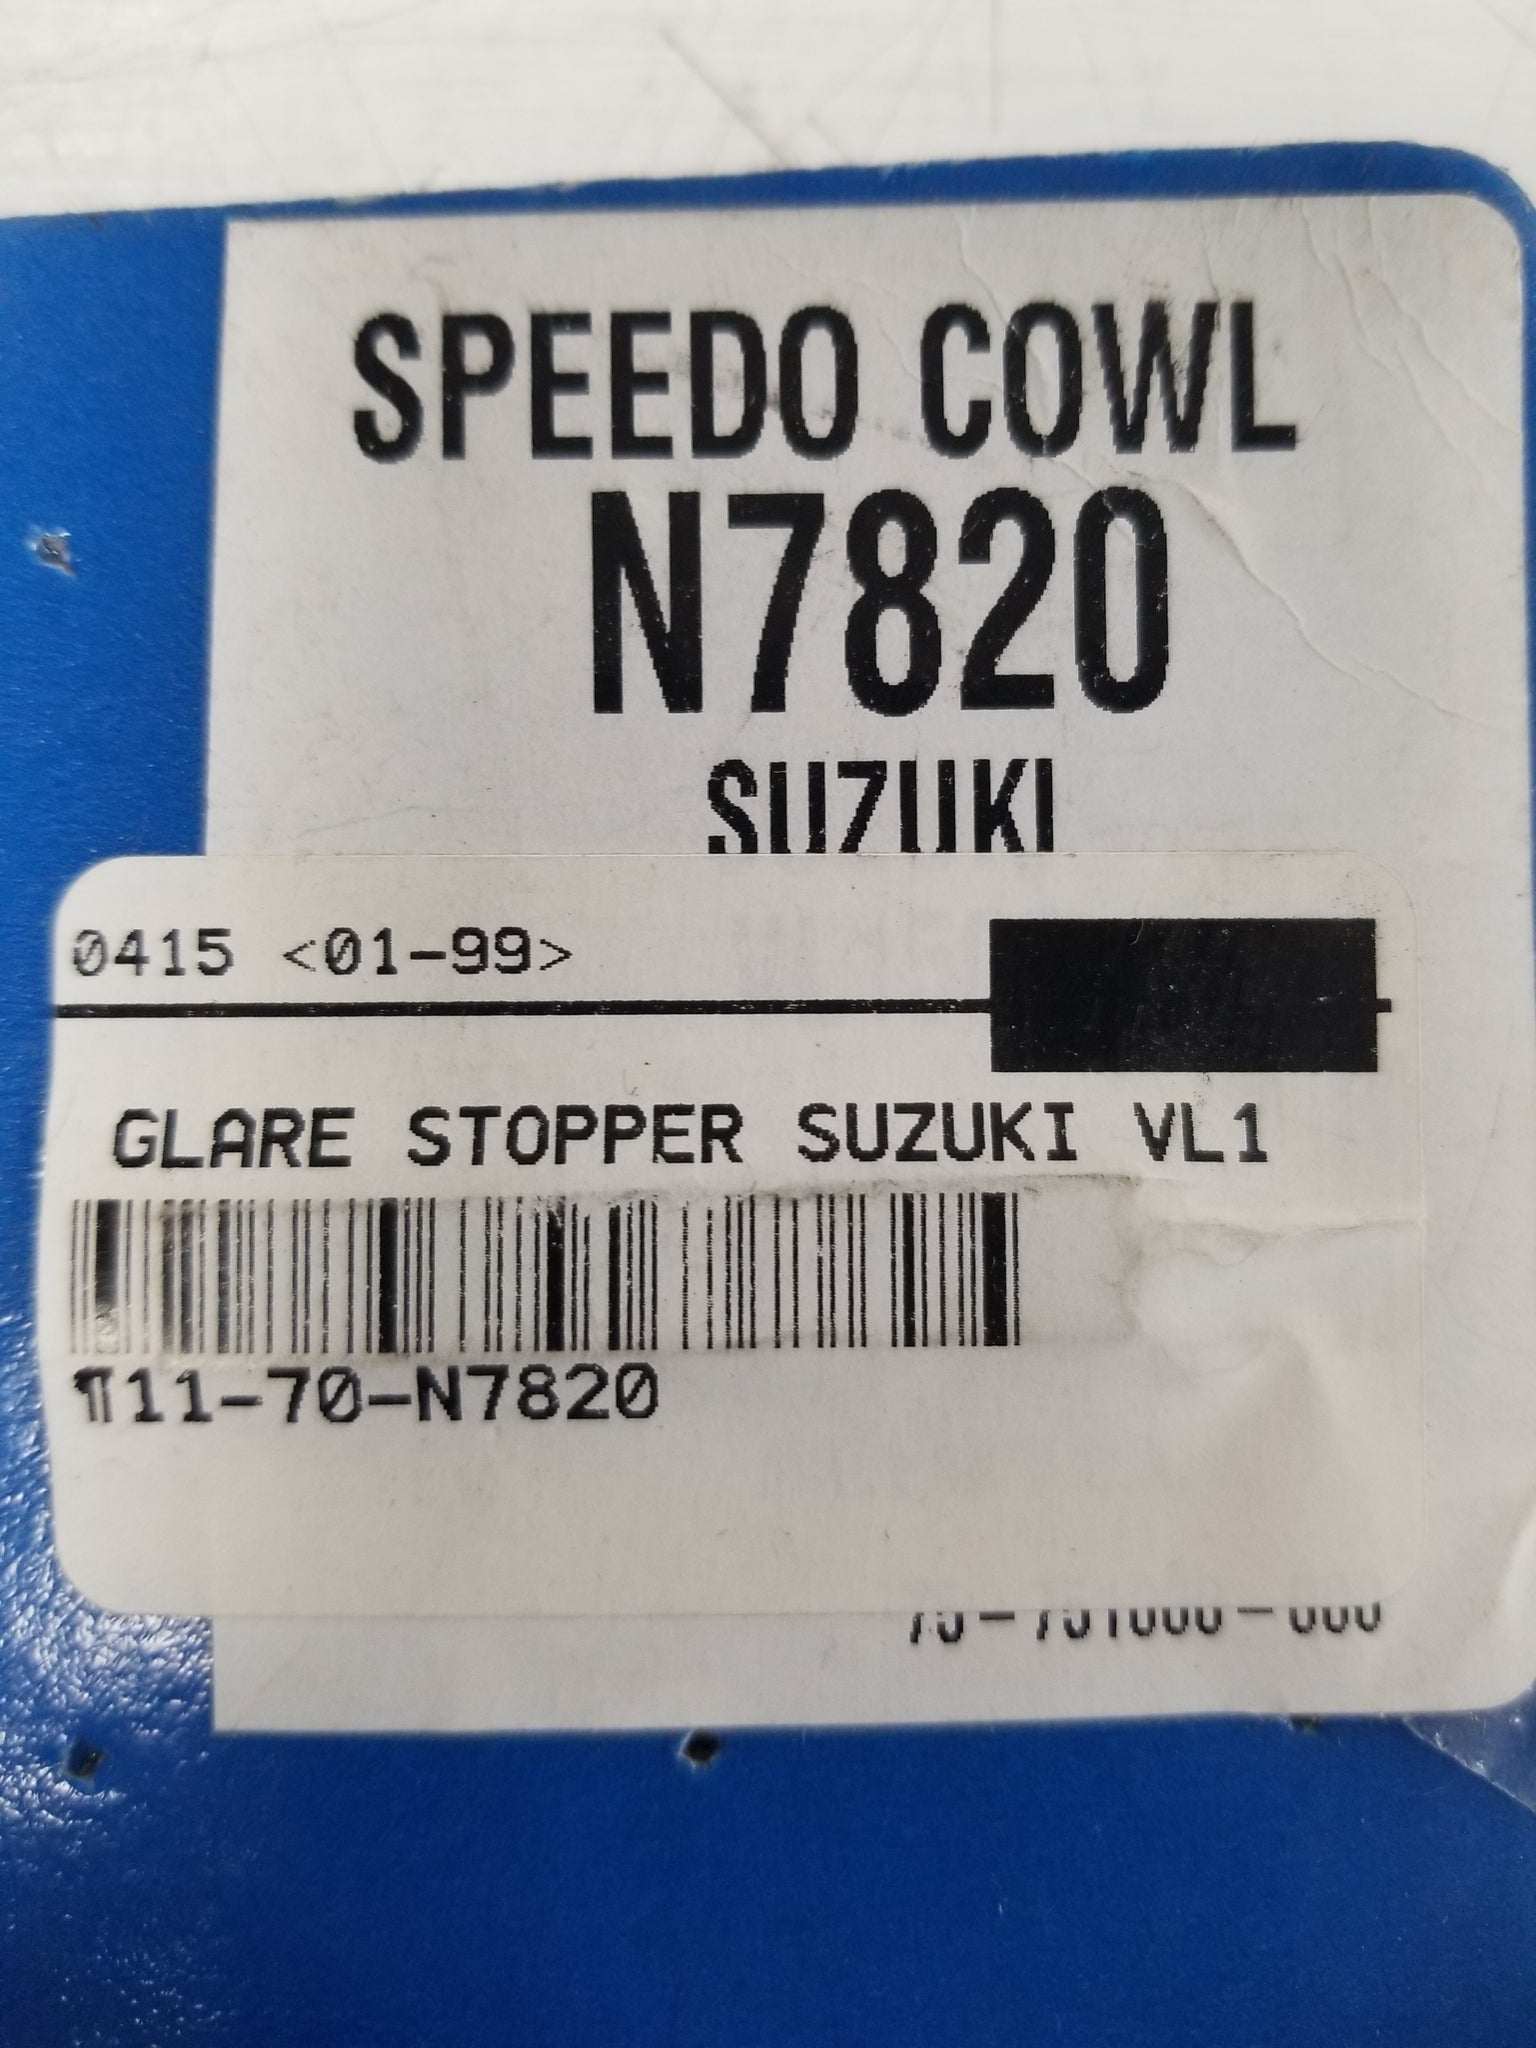 SPEEDO COWL
N7820
SUZUKI
0415 <01-99>
GLARE STOPPER SUZUKI VL1
¶11-70-N7820